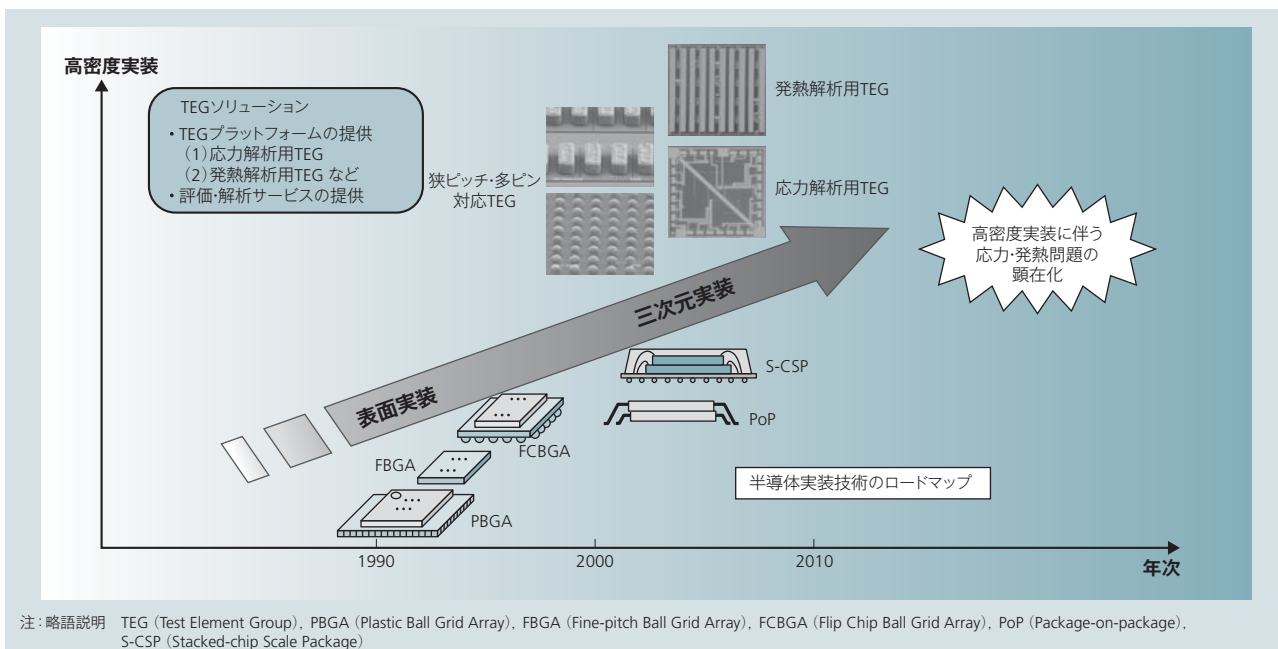 高密度実装
TEGソリューション
・TEGプラットフォームの提供
(1)応力解析用TEG
(2)発熱解析用TEG など
・評価・解析サービスの提供
狭ピッチ・多ピン
対応TEG
発熱解析用TEG
応力解析用TEG
高密度実装に伴う
応力・発熱問題の
顕在化
三次元実装
表面実装
S-CSP
PoP
FCBGA
FBGA
PBGA
半導体実装技術のロードマップ
1990
2000
2010
年次
注:略語説明 TEG(Test Element Group),PBGA(Plastic Ball Grid Array),FBGA(Fine-pitch Ball Grid Array),FCBGA(Flip Chip Ball Grid Array),PoP(Package-on-package),
S-CSP(Stacked-chip Scale Package)